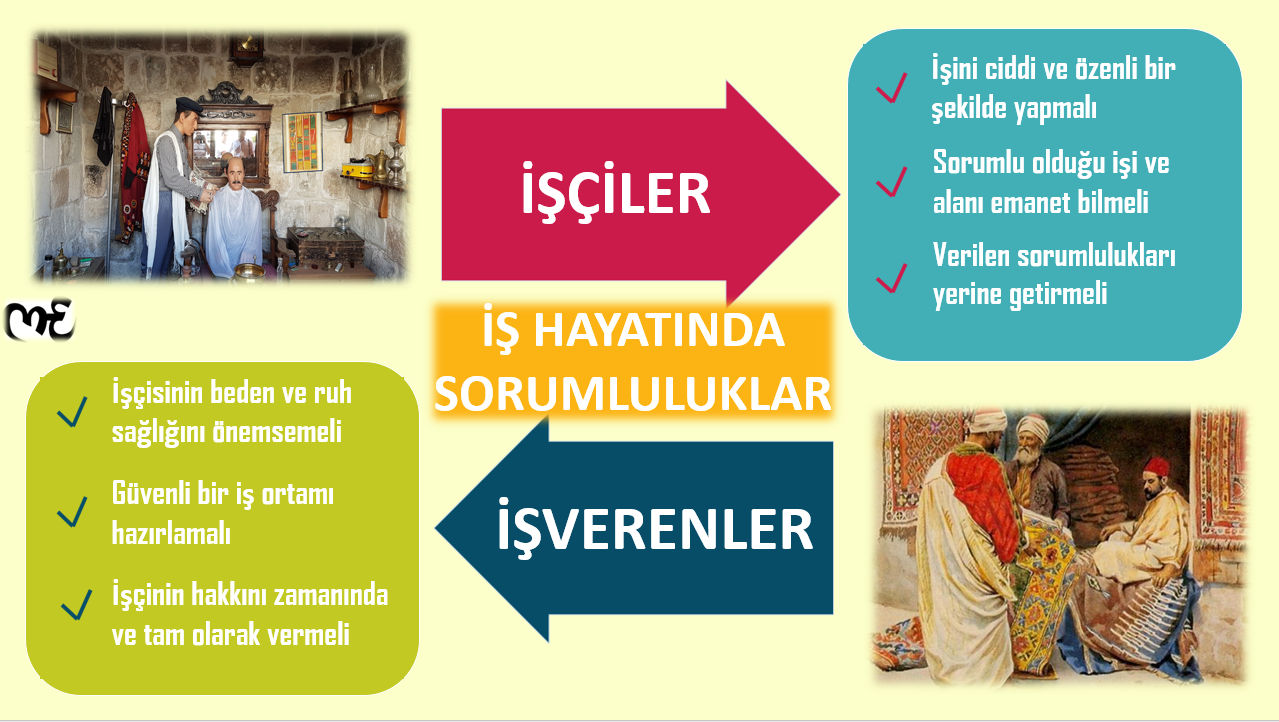 İŞÇİLER
İşini ciddi ve özenli bir
şekilde yapmalı
Sorumlu olduğu işi ve
alanı emanet bilmeli
Verilen sorumlulukları
yerine getirmeli
İŞ HAYATINDA
SORUMLULUKLAR
İŞVERENLER
İşçisinin beden ve ruh
sağlığını önemsemeli
Güvenli bir iş ortamı
hazırlamalı
İşçinin hakkını zamanında
ve tam olarak vermeli